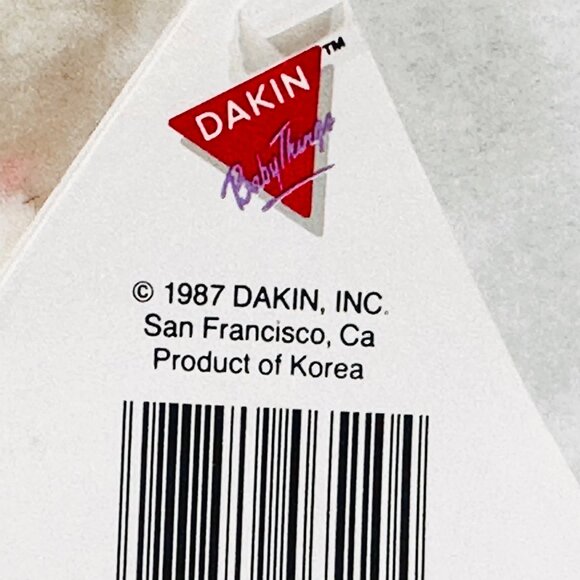 DAKIN™
Baby Things
© 1987 DAKIN, INC.
San Francisco, Ca
Product of Korea